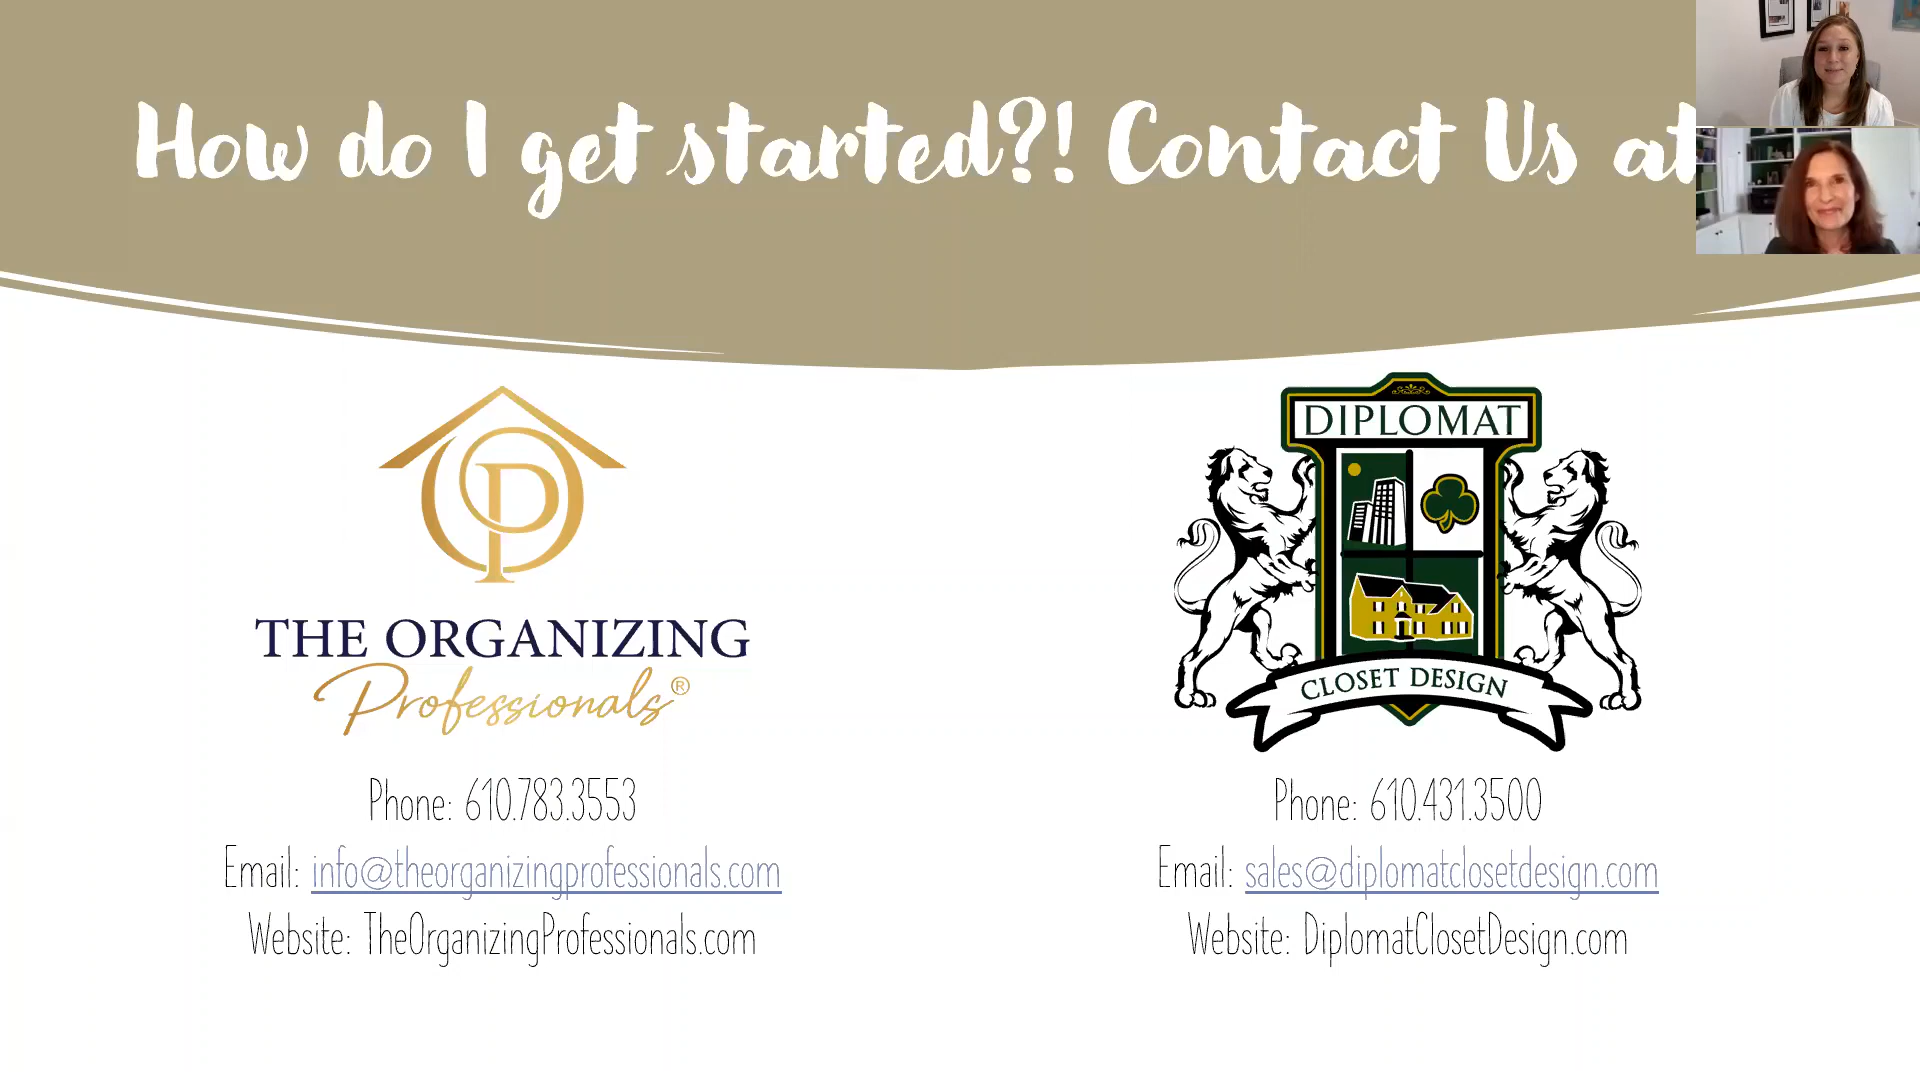 How do I get started?! Contact Us at
THE ORGANIZING
Professionals®
Phone: 610.783.3553
Email: info@theorganizingprofessionals.com
Website: TheOrganizingProfessionals.com
DIPLOMAT
CLOSET DESIGN
Phone: 610.431.3500
Email: sales@diplomatclosetdesign.com
Website: DiplomatClosetDesign.com